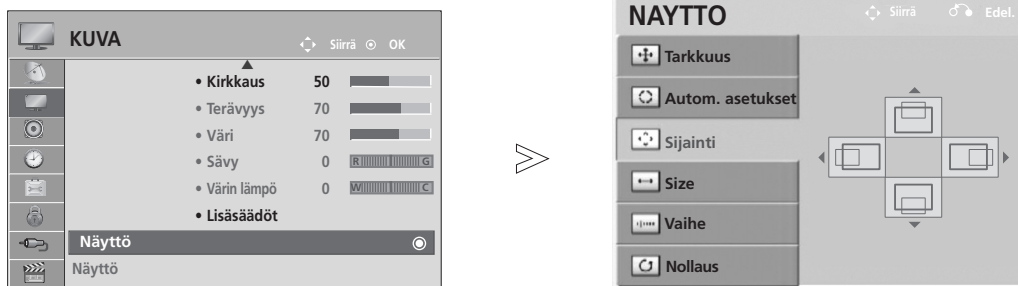 KUVA
Siirrä OK
• Kirkkaus 50
• Terävyys 70
• Väri 70
• Sävy 0 R G
• Värin lämpö 0 W C
• Lisäsäädöt
Näyttö
Näyttö
NAYTTO
Siirrä Edel.
Tarkkuus
Autom. asetukset
Sijainti
Size
Vaihe
Nollaus